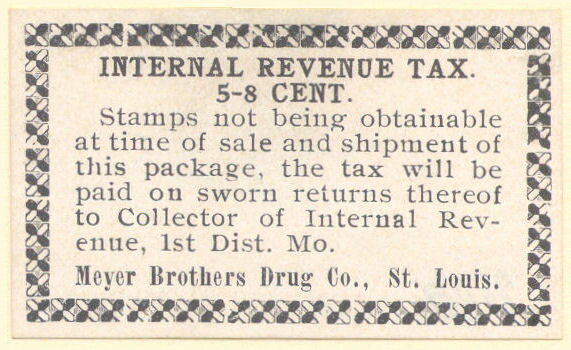 INTERNAL REVENUE TAX.
5-8 CENT.
Stamps not being obtainable
at time of sale and shipment of
this package, the tax will be
paid on sworn returns thereof
to Collector of Internal Rev-
enue, 1st Dist. Mo.
Meyer Brothers Drug Co., St. Louis.